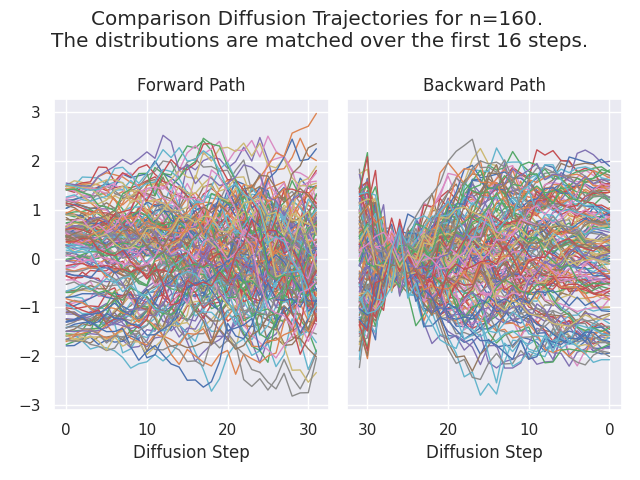 Comparison Diffusion Trajectories for n=160.
The distributions are matched over the first 16 steps.
Forward Path
Backward Path
3
2
1
0
−1
−2
−3
0 10 20 30
30 20 10 0
Diffusion Step
Diffusion Step